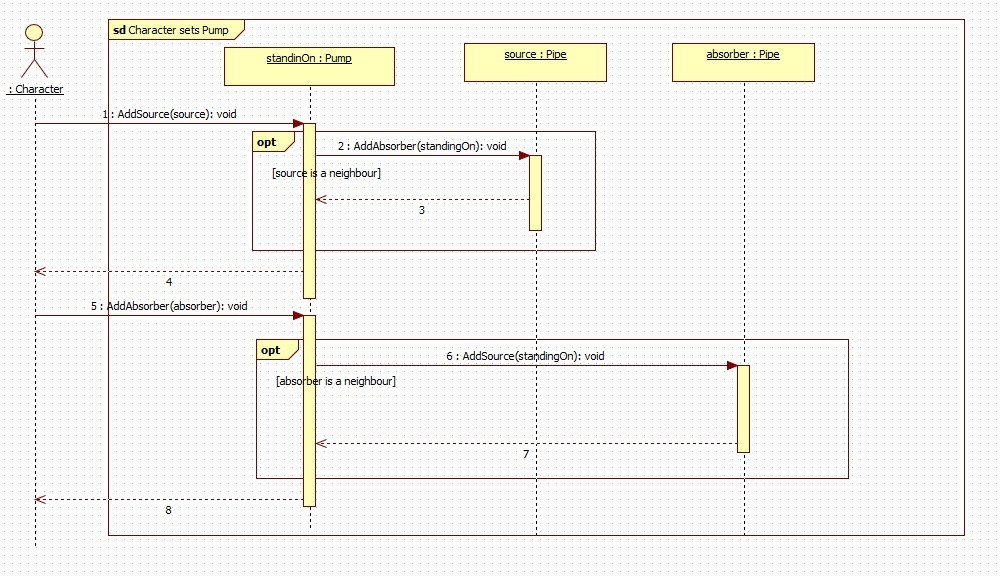 sd Character sets Pump
standinOn : Pump
source : Pipe
absorber : Pipe
: Character
1 : AddSource(source): void
opt
2 : AddAbsorber(standingOn): void
[source is a neighbour]
3
4
5 : AddAbsorber(absorber): void
opt
6 : AddSource(standingOn): void
[absorber is a neighbour]
7
8